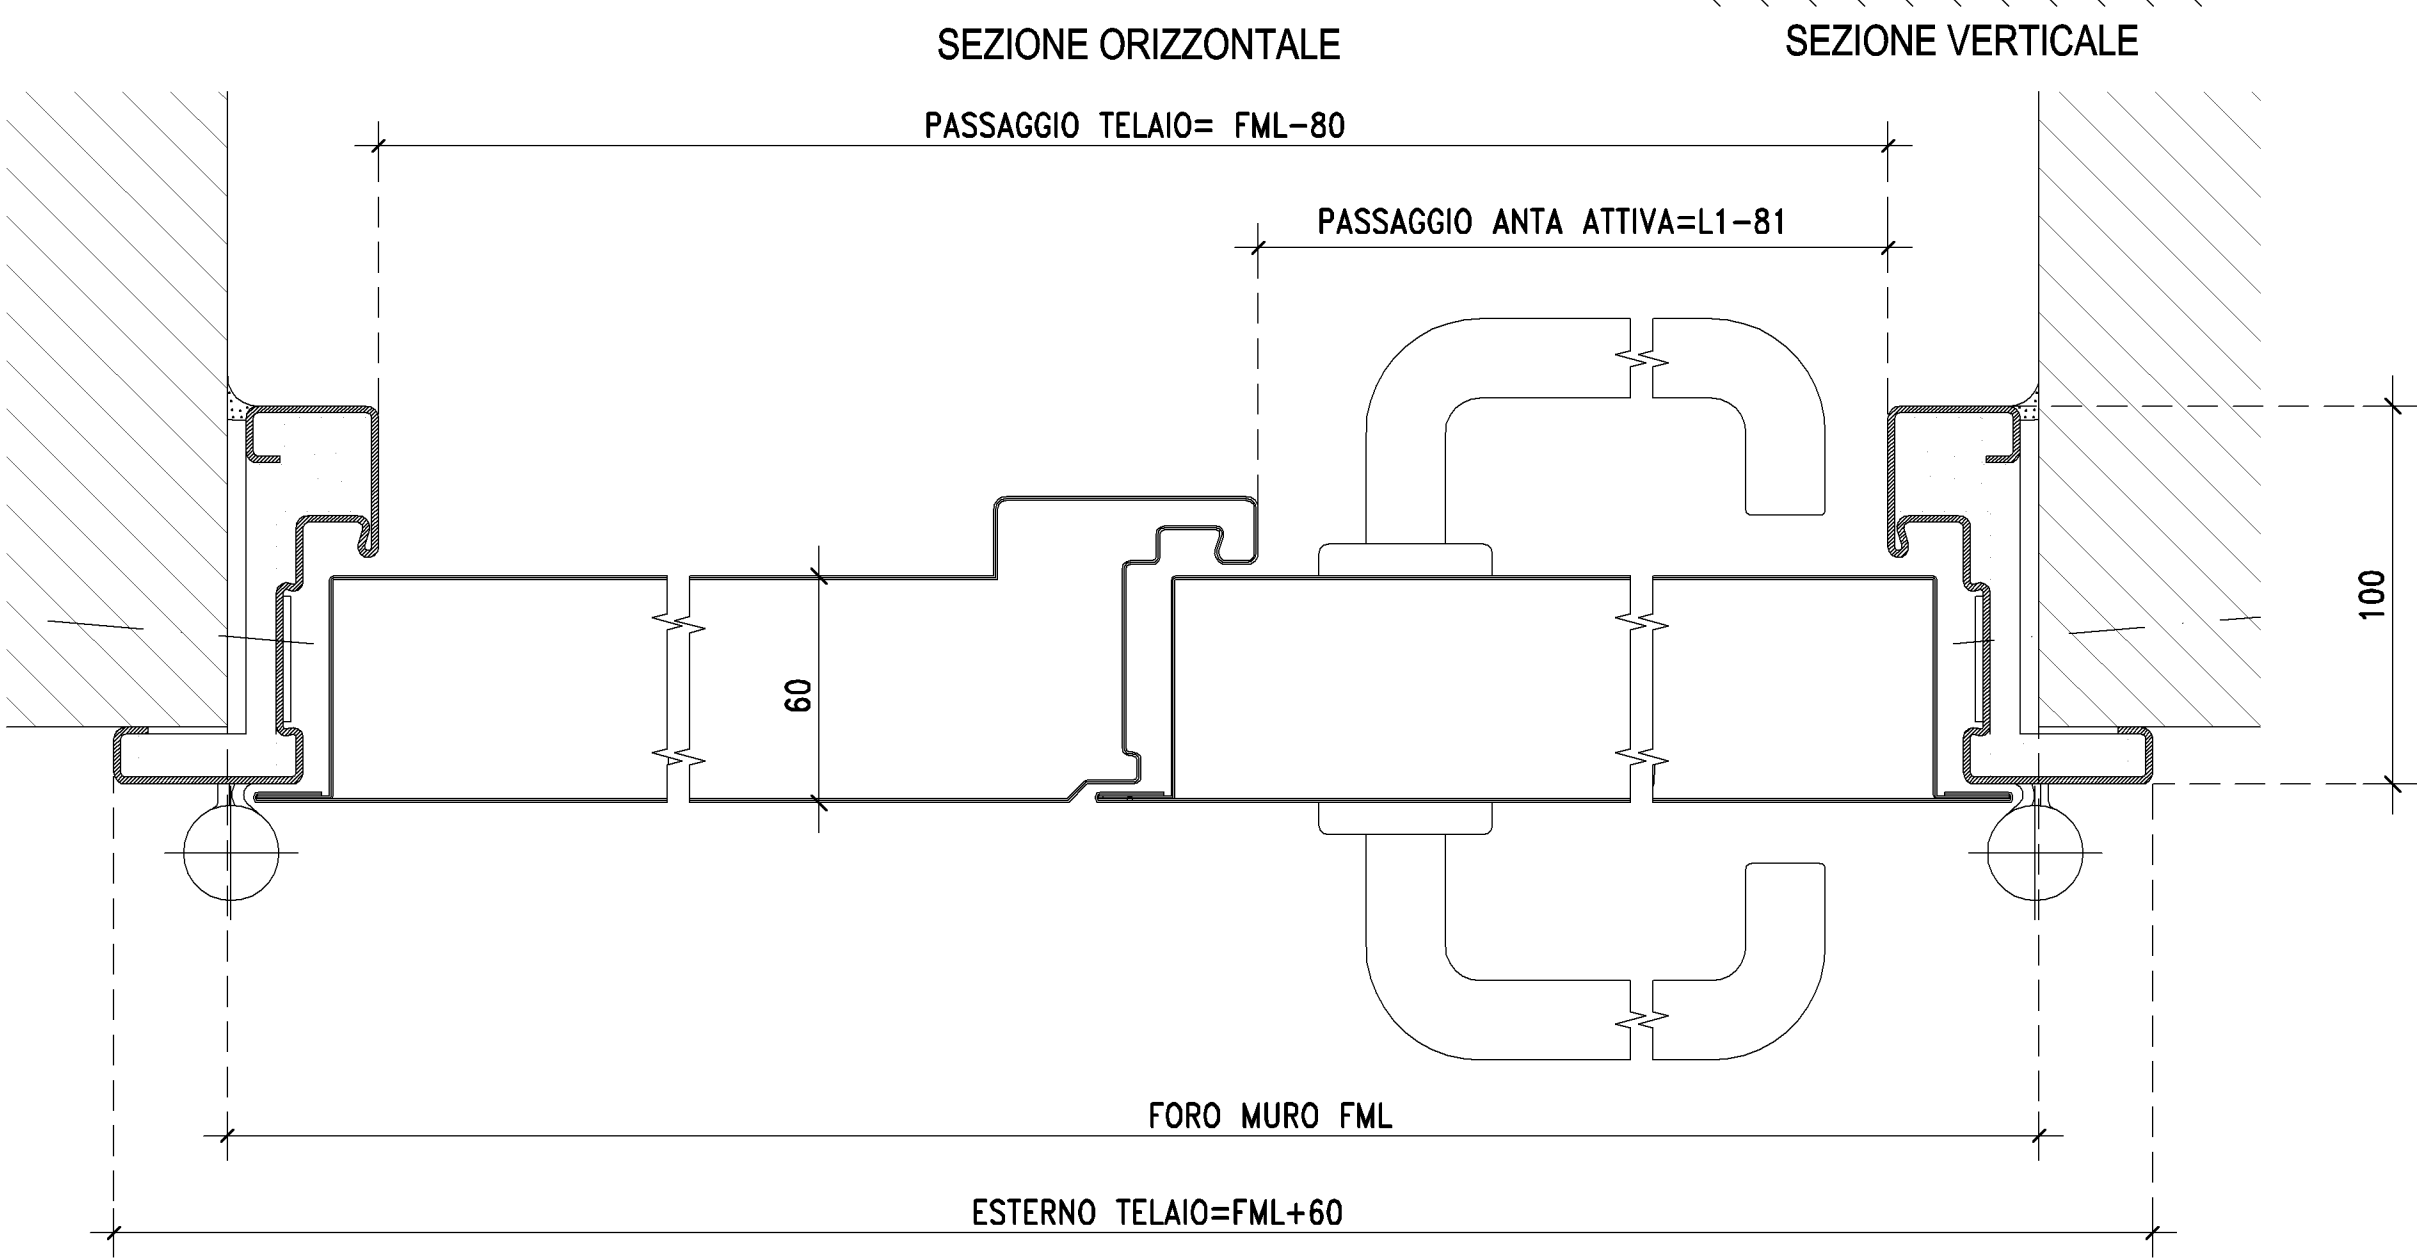 SEZIONE ORIZZONTALE
SEZIONE VERTICALE
PASSAGGIO TELAIO= FML-80
PASSAGGIO ANTA ATTIVA=L1-81
100
60
FORO MURO FML
ESTERNO TELAIO=FML+60